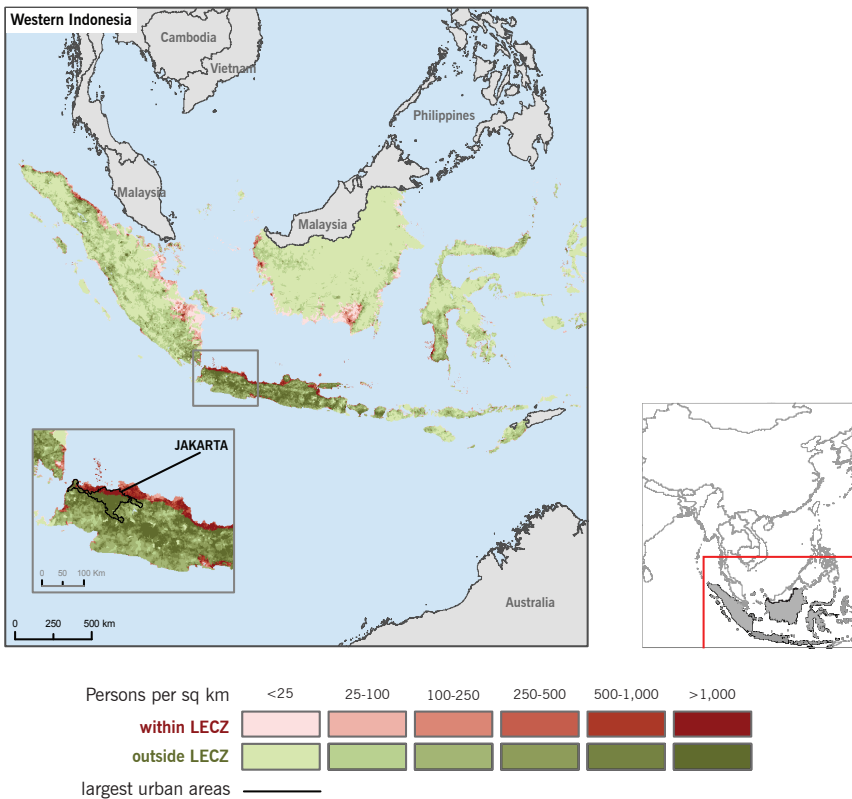 Western Indonesia
Cambodia
Vietnam
Philippines
Malaysia
Malaysia
JAKARTA
0 50 100 Km
Australia
0 250 500 km
Persons per sq km <25 25-100 100-250 250-500 500-1,000 >1,000
within LECZ
outside LECZ
largest urban areas